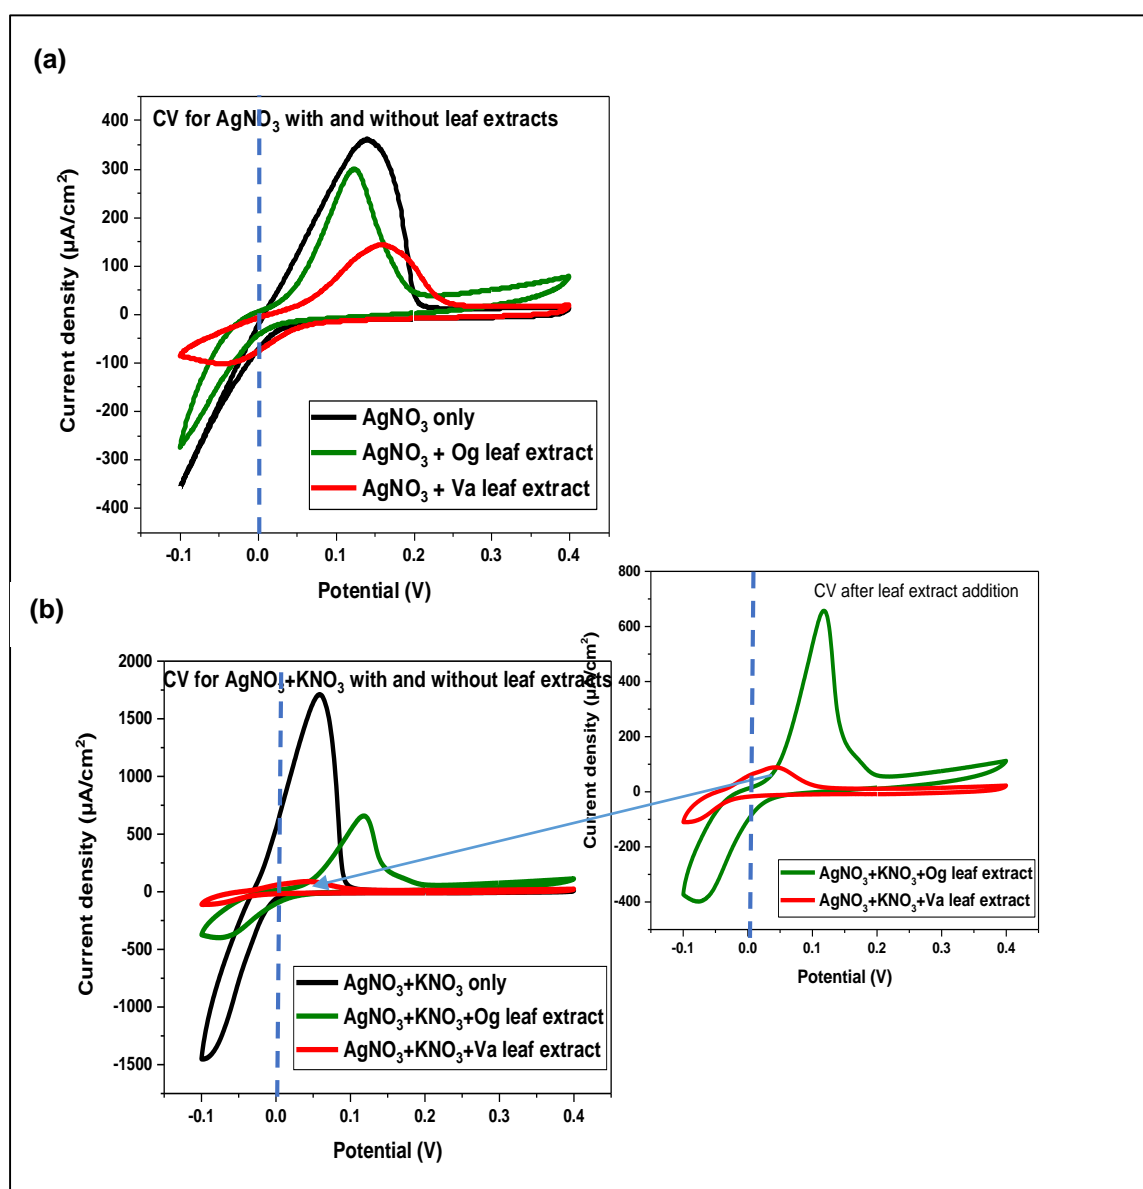 (a)
CV for AgNO3 with and without leaf extracts
400
300
200
100
0
-100
-200
-300
-400
Current density (µA/cm2)
AgNO3 only
AgNO3 + Og leaf extract
AgNO3 + Va leaf extract
-0.1 0.0 0.1 0.2 0.3 0.4
Potential (V)
(b)
CV for AgNO3+KNO3 with and without leaf extracts
2000
1500
1000
500
0
-500
-1000
-1500
Current density (µA/cm2)
AgNO3+KNO3 only
AgNO3+KNO3+Og leaf extract
AgNO3+KNO3+Va leaf extract
-0.1 0.0 0.1 0.2 0.3 0.4
Potential (V)
CV after leaf extract addition
800
600
400
200
0
-200
-400
Current density (µA/cm2)
AgNO3+KNO3+Og leaf extract
AgNO3+KNO3+Va leaf extract
-0.1 0.0 0.1 0.2 0.3 0.4
Potential (V)